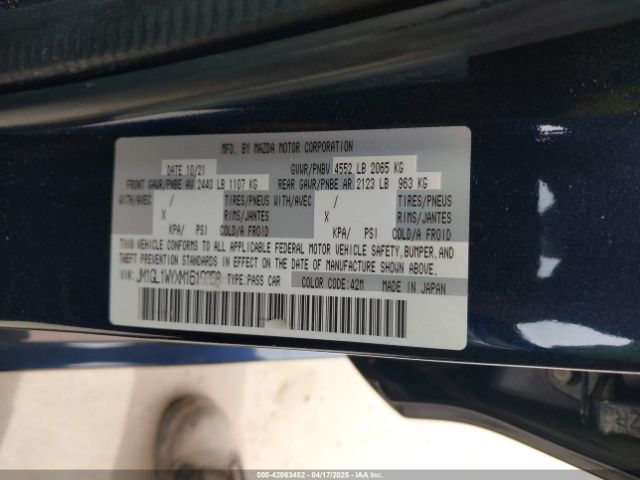 MFD. BY MAZDA MOTOR CORPORATION
DATE 10/21 GVWR/PNBV 4552 LB 2065 KG
FRONT GAWR/PNBE AV 2440 LB 1107 KG REAR GAWR/PNBE AR 2123 LB 963 KG
WITH/AVEC / TIRES/PNEUS WITH/AVEC / TIRES/PNEUS
X RIMS/JANTES X RIMS/JANTES
KPA/ PSI COLD/A FROID KPA/ PSI COLD/A FROID
THIS VEHICLE CONFORMS TO ALL APPLICABLE FEDERAL MOTOR VEHICLE SAFETY, BUMPER, AND
THEFT PREVENTION STANDARDS IN EFFECT ON THE DATE OF MANUFACTURE SHOWN ABOVE.
VIN: TYPE:PASS CAR COLOR CODE:42M MADE IN JAPAN
000-42063452 - 04/17/2025 - IAAI.COM